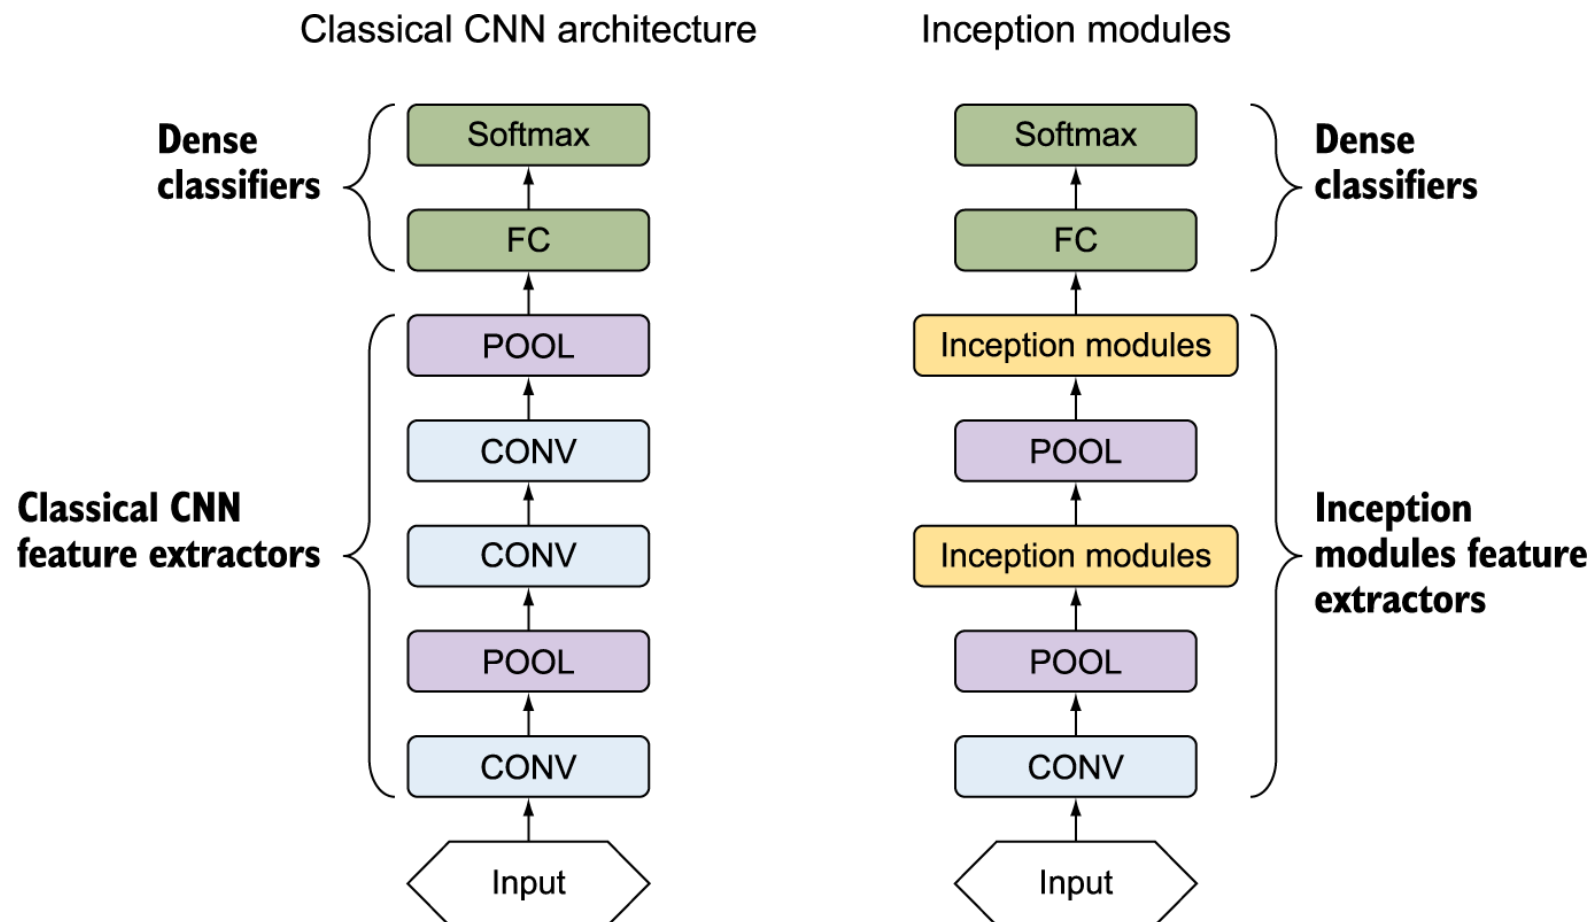 Classical CNN architecture
Dense
classifiers
Softmax
FC
Classical CNN
feature extractors
POOL
CONV
CONV
POOL
CONV
Input
Inception modules
Softmax
FC
Dense
classifiers
Inception modules
POOL
Inception modules
POOL
CONV
Inception
modules feature
extractors
Input